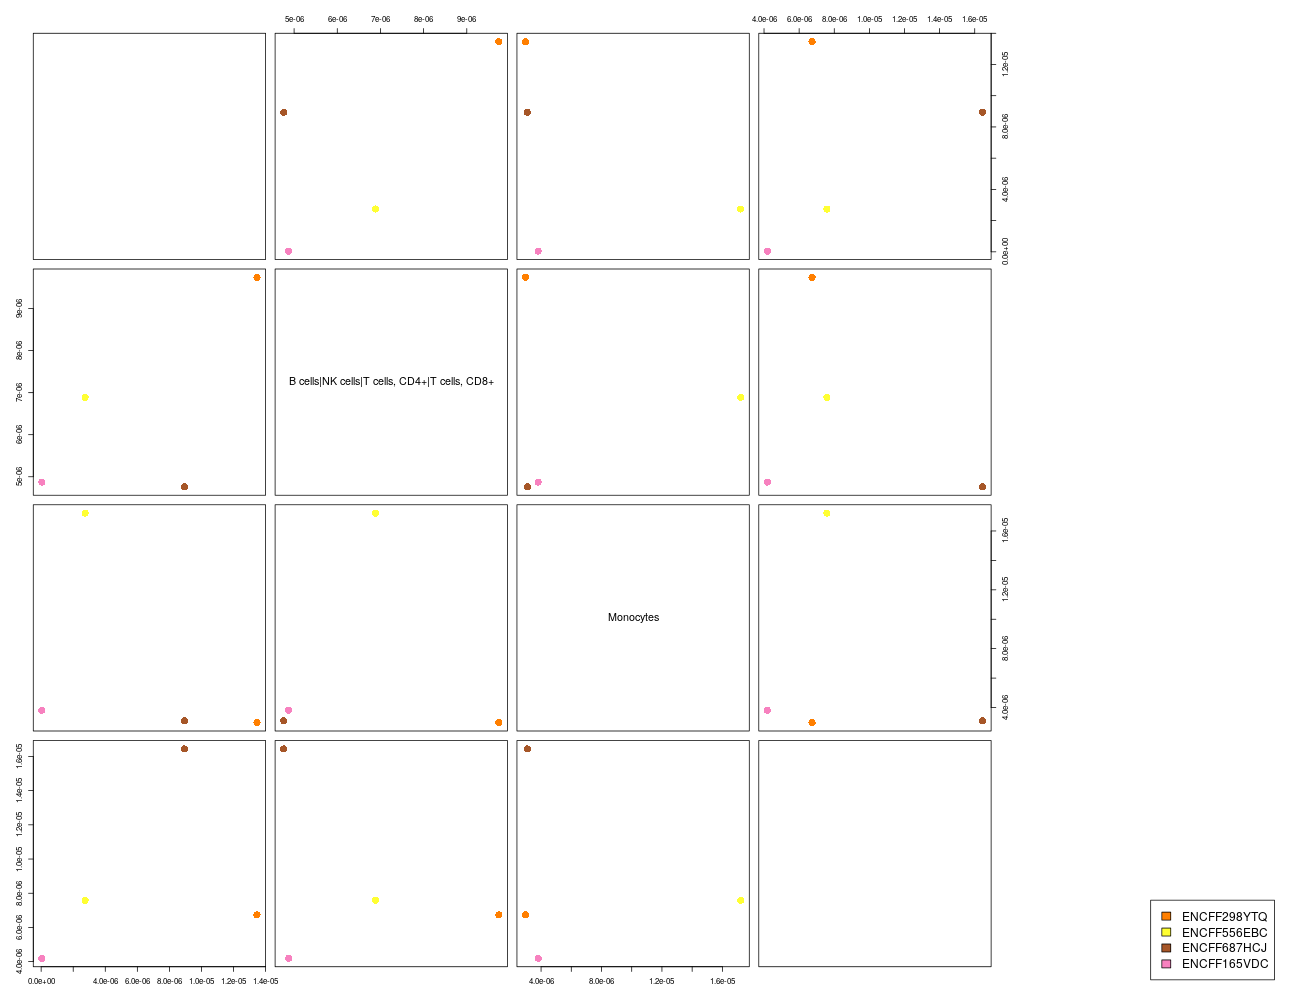 5e-06 6e-06 7e-06 8e-06 9e-06
4.0e-06 6.0e-06 8.0e-06 1.0e-05 1.2e-05 1.4e-05 1.6e-05
0.0e+00 4.0e-06 8.0e-06 1.2e-05
5e-06 6e-06 7e-06 8e-06 9e-06
B cells|NK cells|T cells, CD4+|T cells, CD8+
Monocytes
4.0e-06 8.0e-06 1.2e-05 1.6e-05
4.0e-06 6.0e-06 8.0e-06 1.0e-05 1.2e-05 1.4e-05 1.6e-05
0.0e+00 4.0e-06 6.0e-06 8.0e-06 1.0e-05 1.2e-05 1.4e-05
4.0e-06 8.0e-06 1.2e-05 1.6e-05
ENCFF298YTQ
ENCFF556EBC
ENCFF687HCJ
ENCFF165VDC